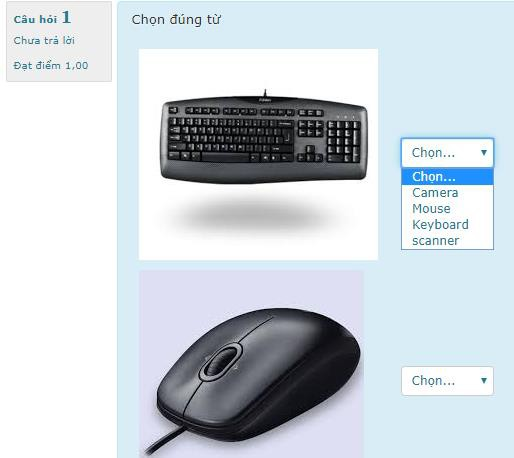 Câu hỏi 1
Chưa trả lời
Đạt điểm 1,00
Chọn đúng từ
Chọn...
Chọn...
Camera
Mouse
Keyboard
scanner
Chọn...